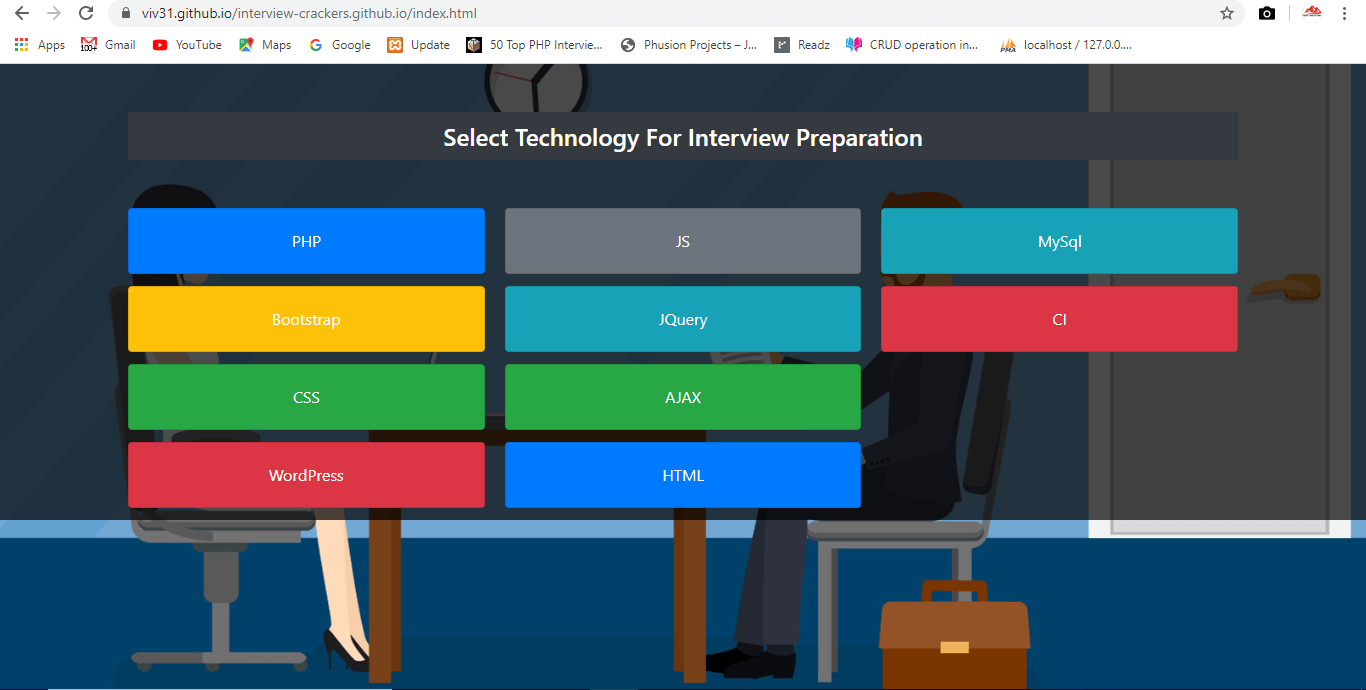 viv31.github.io/interview-crackers.github.io/index.html
Apps Gmail YouTube Maps Google Update 50 Top PHP Intervie... Phusion Projects – J... Readz CRUD operation in... localhost / 127.0.0....
Select Technology For Interview Preparation
PHP JS MySql
Bootstrap JQuery CI
CSS AJAX
WordPress HTML